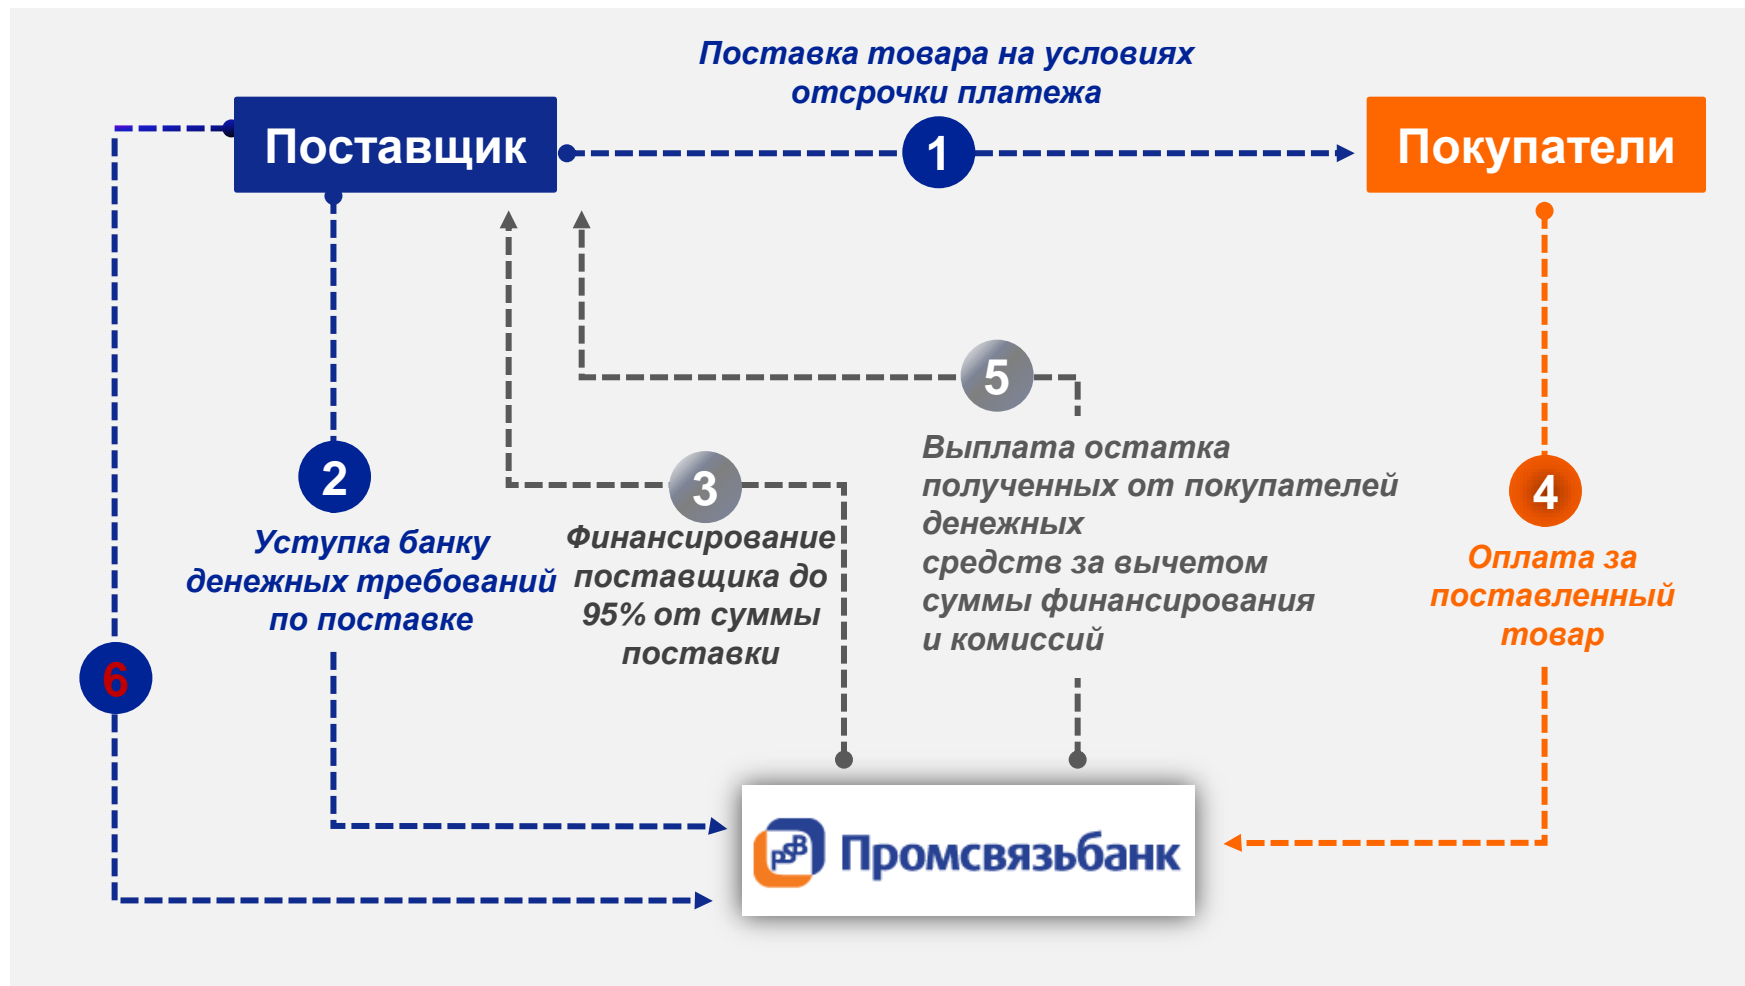 Поставка товара на условиях
отсрочки платежа
Поставщик
1
Покупатели
5
Выплата остатка
полученных от покупателей
денежных
средств за вычетом
суммы финансирования
и комиссий
2
Уступка банку
денежных требований
по поставке
3
Финансирование
поставщика до
95% от суммы
поставки
4
Оплата за
поставленный
товар
6
PSB
Промсвязьбанк